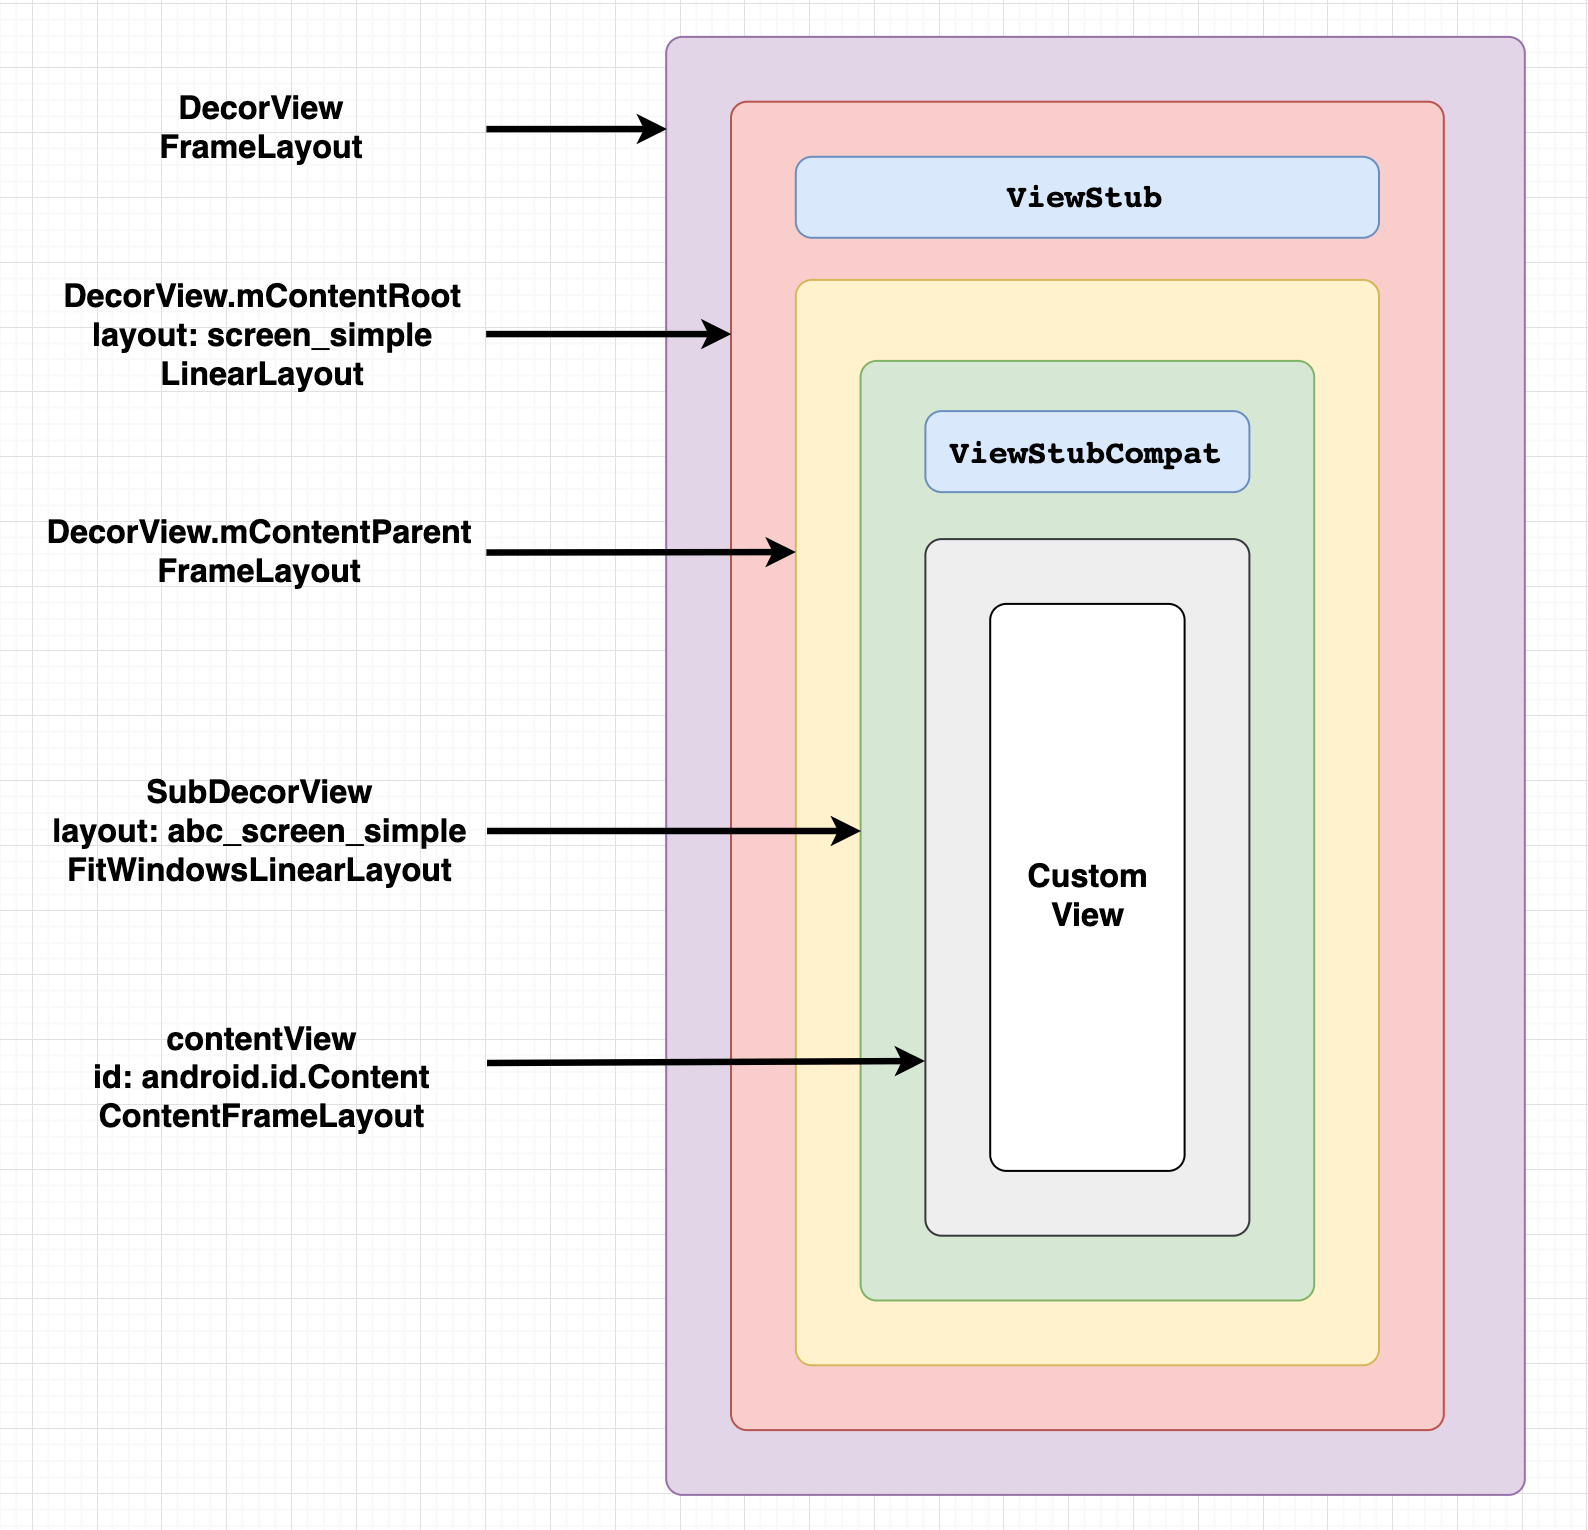 DecorView
FrameLayout
ViewStub
DecorView.mContentRoot
layout: screen_simple
LinearLayout
ViewStubCompat
DecorView.mContentParent
FrameLayout
SubDecorView
layout: abc_screen_simple
FitWindowsLinearLayout
Custom
View
contentView
id: android.id.Content
ContentFrameLayout